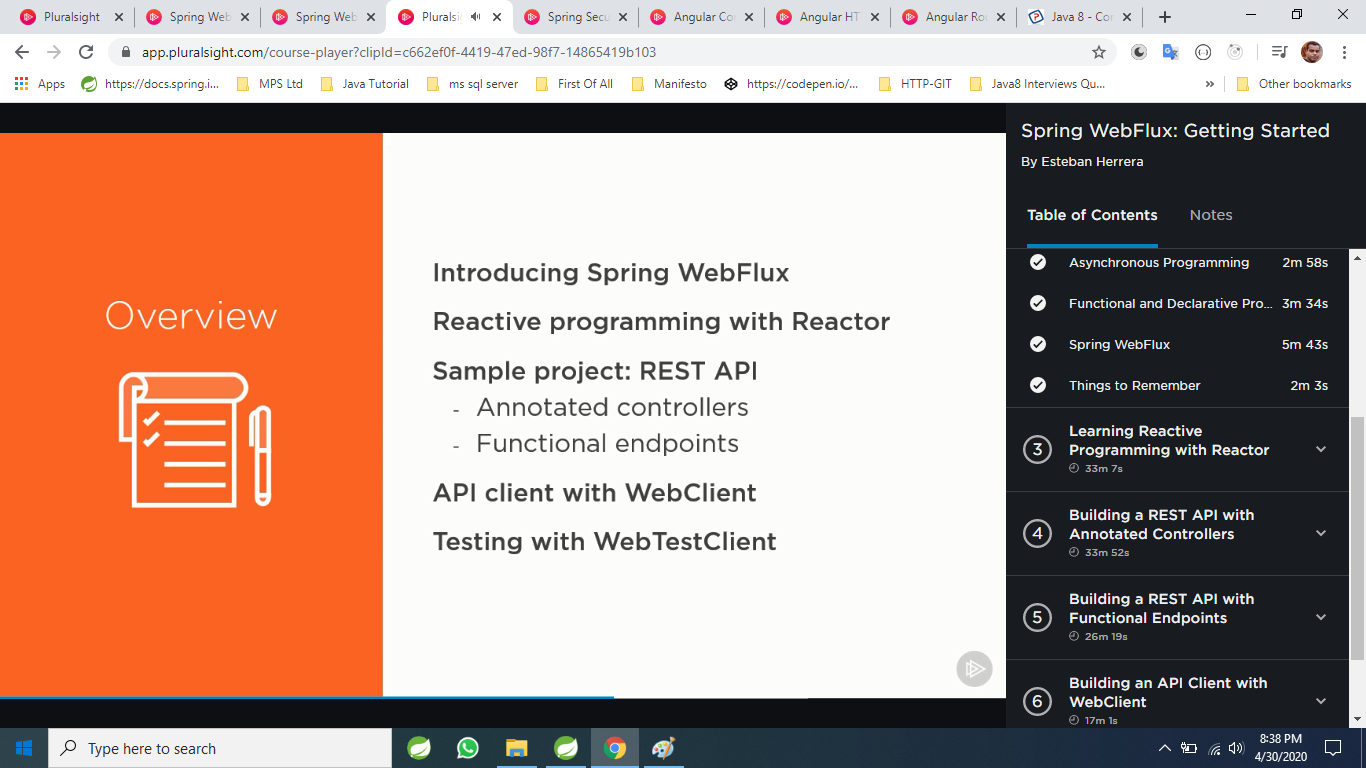 Pluralsight
Spring Web
Spring Web
Pluralsi
Spring Secu
Angular Co
Angular HT
Angular Rou
Java 8 - Cor
app.pluralsight.com/course-player?clipId=c662ef0f-4419-47ed-98f7-14865419b103
Apps
https://docs.spring.i...
MPS Ltd
Java Tutorial
ms sql server
First Of All
Manifesto
https://codepen.io/...
HTTP-GIT
Java8 Interviews Qu...
»
Other bookmarks
Overview
Introducing Spring WebFlux
Reactive programming with Reactor
Sample project: REST API
- Annotated controllers
- Functional endpoints
API client with WebClient
Testing with WebTestClient
Spring WebFlux: Getting Started
By Esteban Herrera
Table of Contents
Notes
Asynchronous Programming 2m 58s
Functional and Declarative Pro... 3m 34s
Spring WebFlux 5m 43s
Things to Remember 2m 3s
3
Learning Reactive
Programming with Reactor
33m 7s
4
Building a REST API with
Annotated Controllers
33m 52s
5
Building a REST API with
Functional Endpoints
26m 19s
6
Building an API Client with
WebClient
17m 1s
Type here to search
8:38 PM
4/30/2020